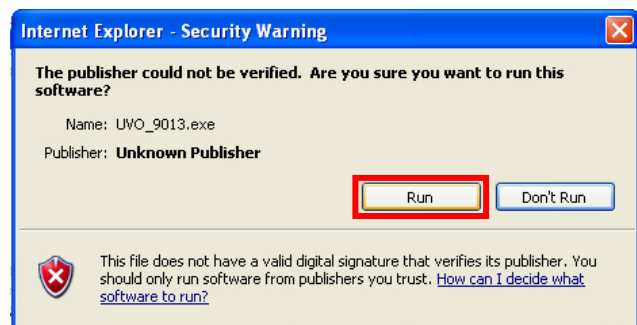 Internet Explorer - Security Warning
The publisher could not be verified. Are you sure you want to run this
software?
Name: UVO_9013.exe
Publisher: Unknown Publisher
Run Don't Run
This file does not have a valid digital signature that verifies its publisher. You
should only run software from publishers you trust. How can I decide what
software to run?